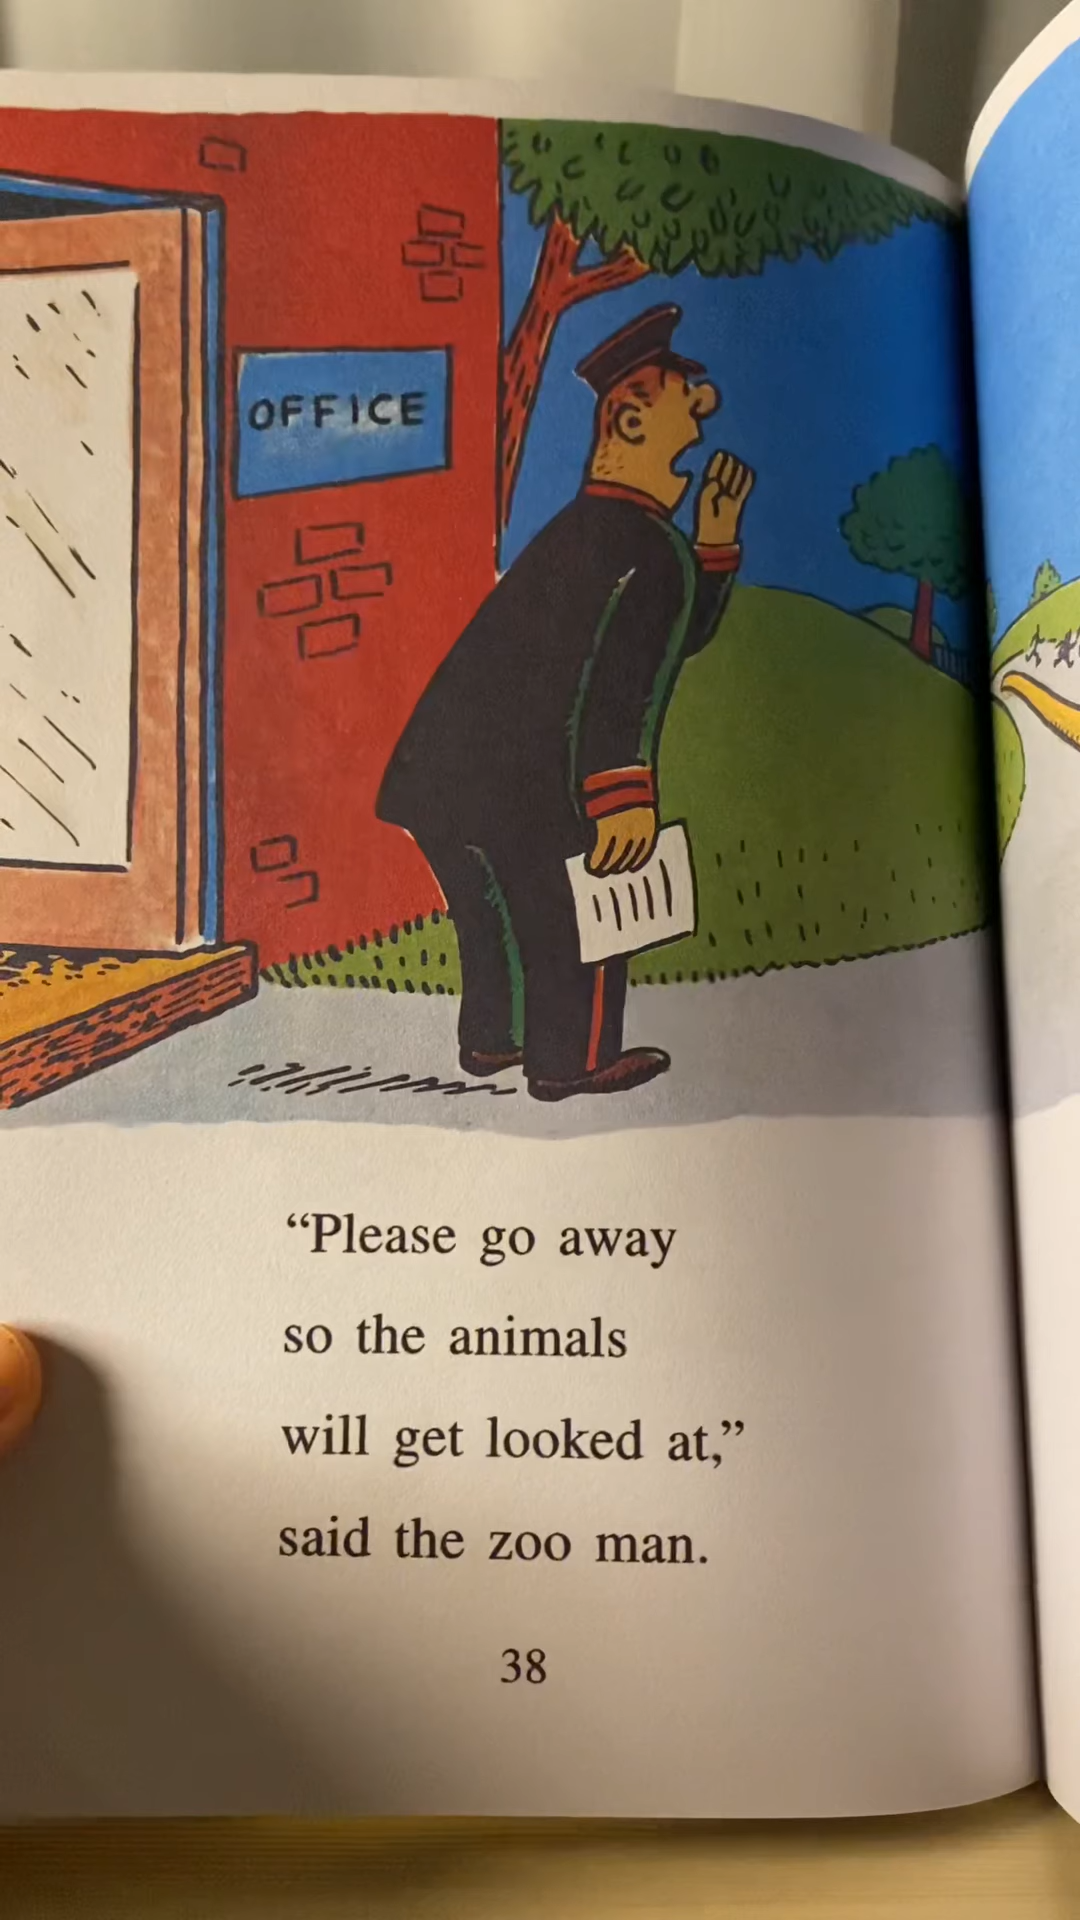 OFFICE
“Please go away
so the animals
will get looked at,”
said the zoo man.
38